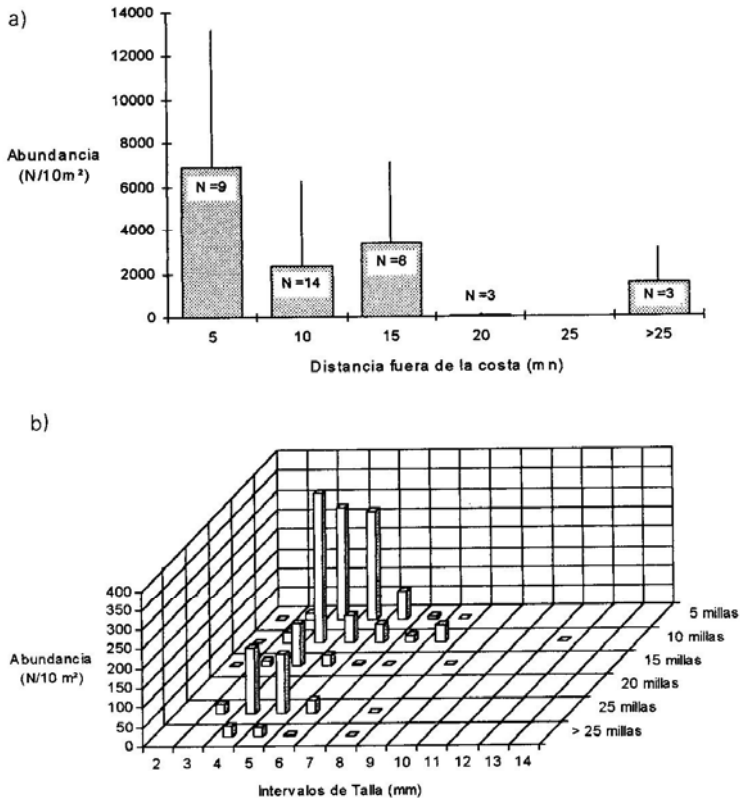 a)
14000
12000
10000
8000
6000
4000
2000
0
Abundancia
(N/10m²)
N =9
N =14
N =8
N =3
N =3
5 10 15 20 25 >25
Distancia fuera de la costa (mn)
b)
400
350
300
250
200
150
100
50
0
Abundancia
(N/10 m²)
5 millas
10 millas
15 millas
20 millas
25 millas
> 25 millas
2 3 4 5 6 7 8 9 10 11 12 13 14
Intervalos de Talla (mm)